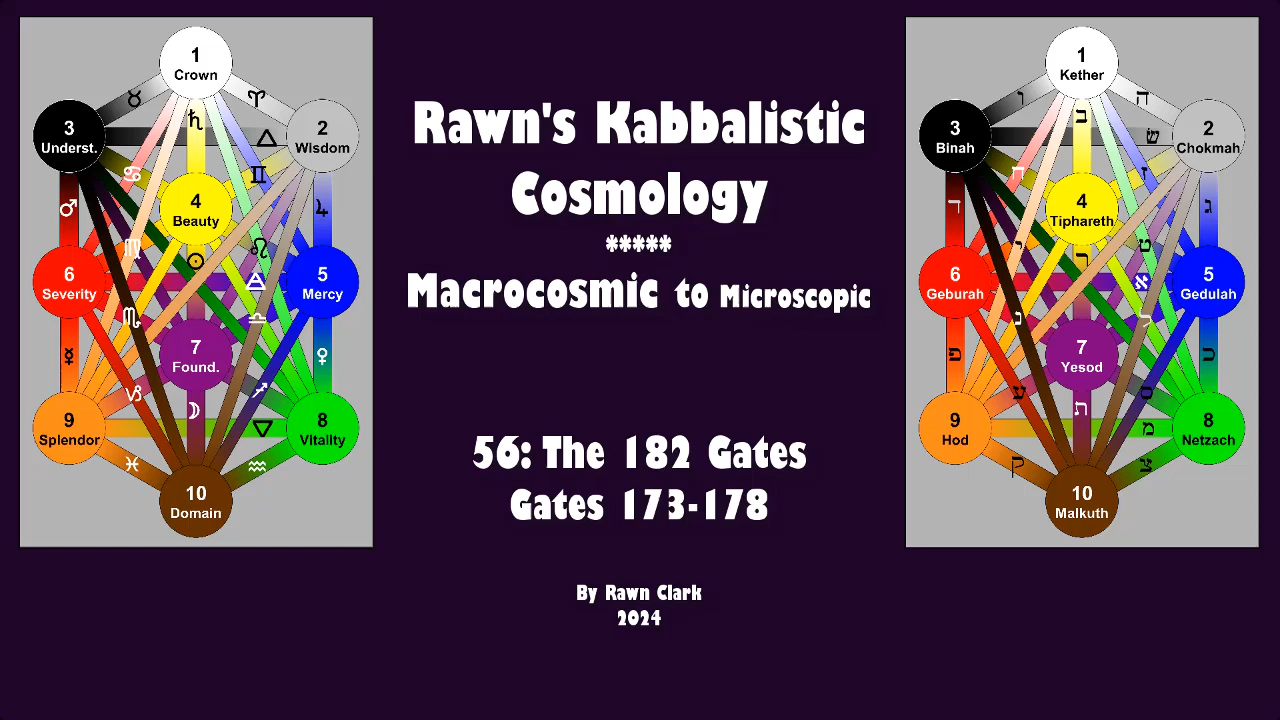 1
Crown
♉ ♈
3
Underst.
♄
🜂
2
Wisdom
♋ ♊
4
Beauty
♂ ♃
♍ ☉ ♌
6
Severity
🜁
5
Mercy
♏ ♎
7
Found.
☿ ♀
♑ ☽ ♐
9
Splendor
🜄
8
Vitality
♓ ♒
10
Domain
Rawn's Kabbalistic
Cosmology
*****
Macrocosmic to Microscopic
56: The 182 Gates
Gates 173-178
By Rawn Clark
2024
1
Kether
ו ה
3
Binah
ב
ש
2
Chokmah
ח ז
4
Tiphareth
ד ג
י ר ט
6
Geburah
א
5
Gedulah
נ ל
7
Yesod
פ כ
ע ת ס
9
Hod
מ
8
Netzach
ק צ
10
Malkuth